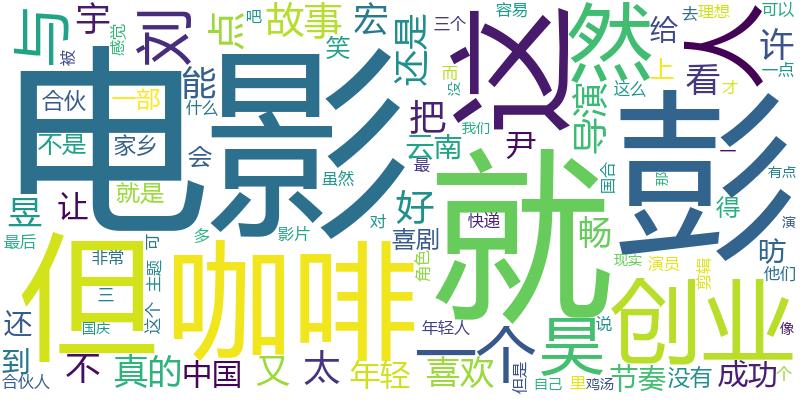 与
宇
刘
点
吧
故事
宏
还是
这
三个
容易
然
给
人
去
理想
可以
许
被
感觉
笑
能
什么
电影
合伙
一部
不是
家乡
会
就是
虽然
把
云南
我们
最
没
而
尹
导演
国合
这么
上
看
才
一点
彭
一
那
有点
得
演
昱
让
多
影片
对
好
喜剧
快递
就
畅
昉
最后
但
非常
可
主题
这个
三
国庆
咖啡
角色
现实
演员
剪辑
他们
创业
还
到
合伙人
不
真的
中国
又
太
年轻
年轻人
一个
喜欢
但是
自己
昊
说
里
鸡汤
节奏
没有
成功
像
个